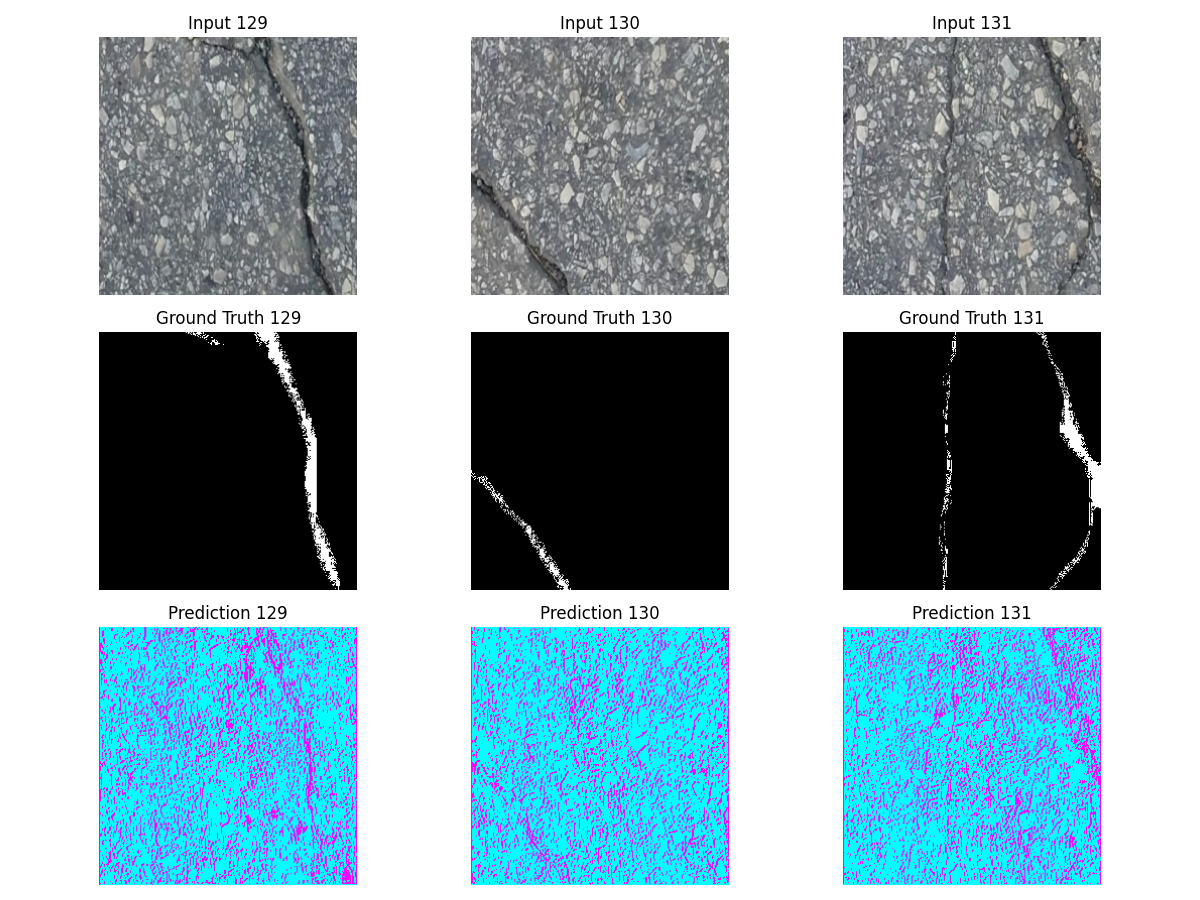 Input 129
Input 130
Input 131
Ground Truth 129
Ground Truth 130
Ground Truth 131
Prediction 129
Prediction 130
Prediction 131